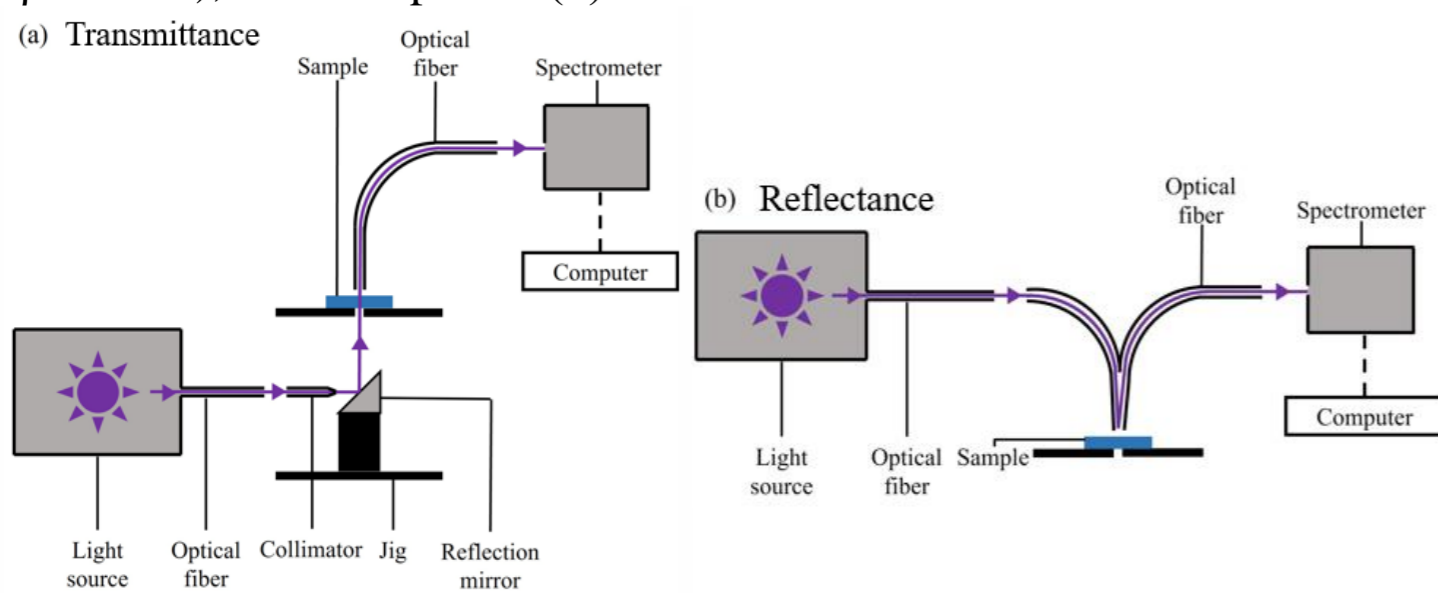 (a) Transmittance
Sample
Optical
fiber
Spectrometer
Computer
Light
source
Optical
fiber
Collimator
Jig
Reflection
mirror
(b) Reflectance
Optical
fiber
Spectrometer
Computer
Light
source
Optical
fiber
Sample